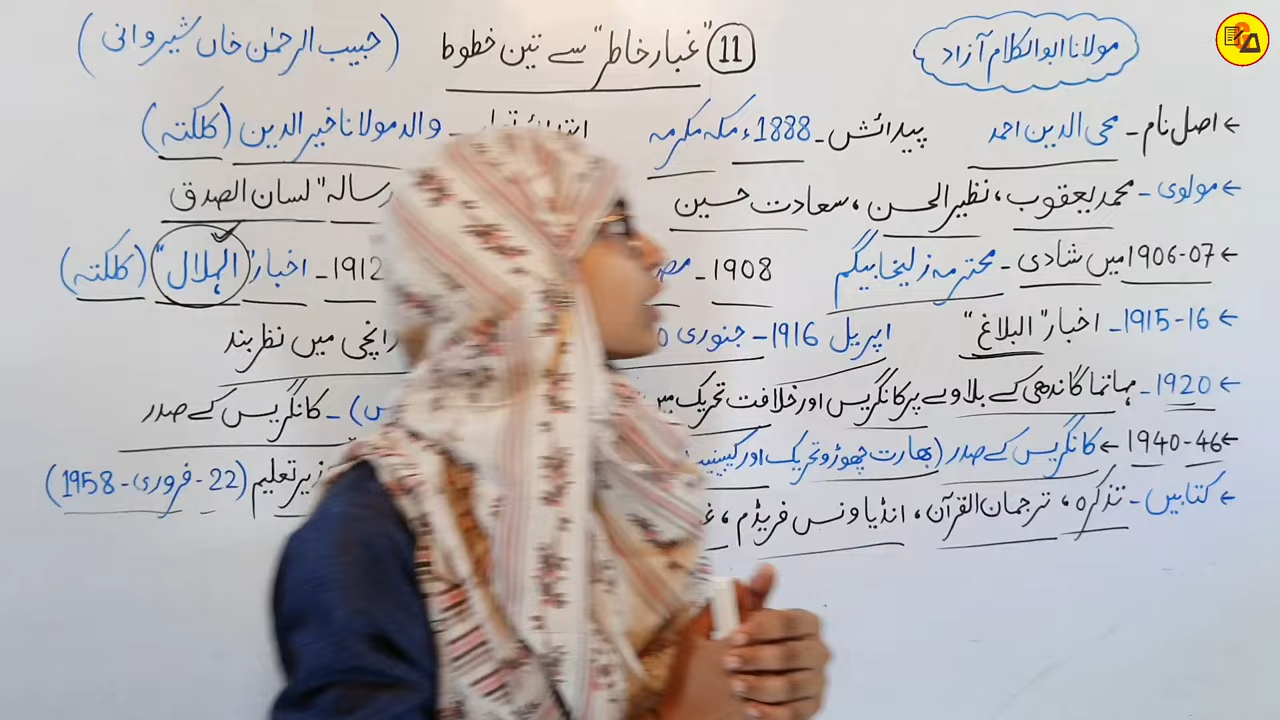 مولانا ابوالکلام آزاد
11 "غبار خاطر" سے تین خطوط (حبیب الرحمٰن خاں شیروانی)
← اصل نام - محی الدین احمد پیدائش - 1888ء مکہ مکرمہ والد مولانا خیرالدین (کلکتہ)
← مولوی - محمد یعقوب، نظیر الحسن، سعادت حسین رسالہ "لسان الصدق
← 1906-07 میں شادی - محترمہ زلیخا بیگم 1908 - 1912 - اخبار "الہلال" (کلکتہ)
← 1915-16 - اخبار "البلاغ" اپریل 1916 - جنوری رانچی میں نظر بند
← 1920 - مہاتما گاندھی کے بلاوے پر کانگریس اور خلافت تحریک - کانگریس کے صدر
← 1940-46 ← کانگریس کے صدر (بھارت چھوڑو تحریک اور تعلیم (22 - فروری - 1958)
← کتابیں - تذکرہ، ترجمان القرآن، انڈیا ونس فریڈم،